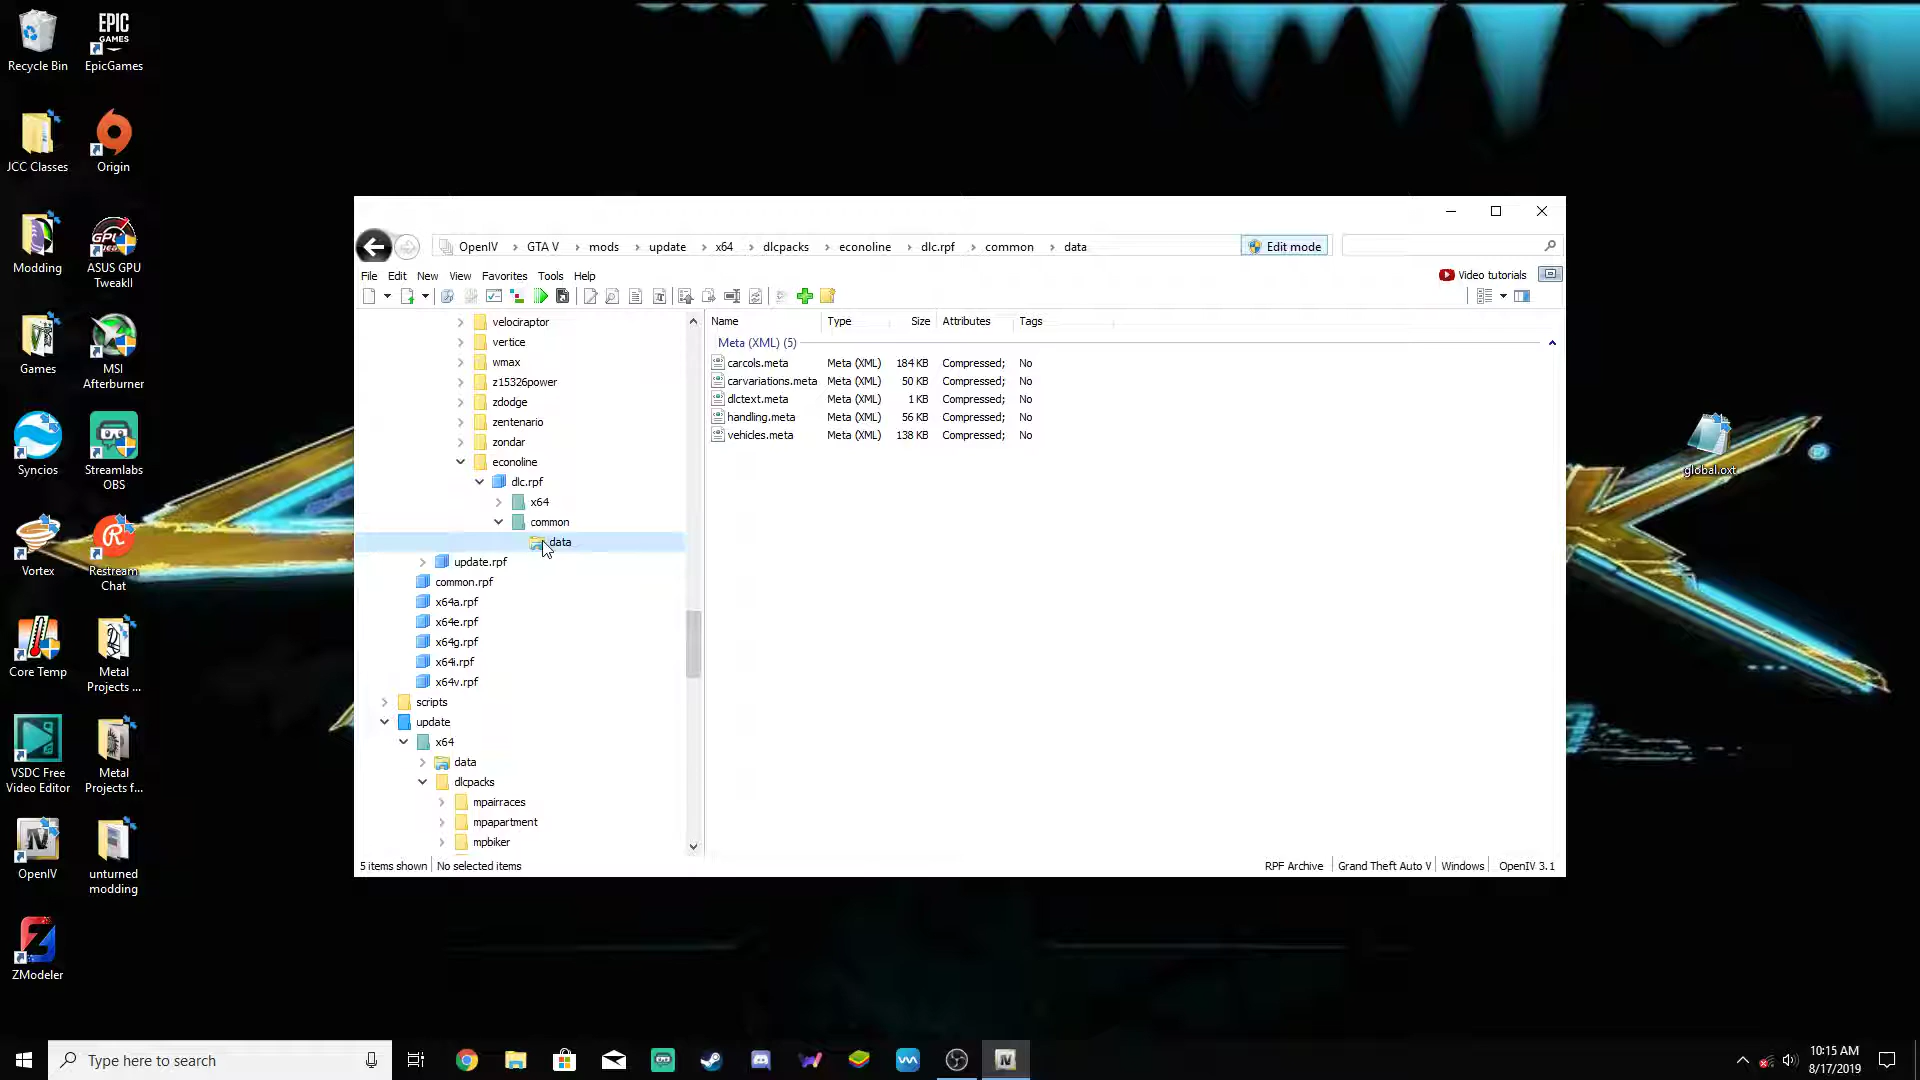 Recycle Bin
EPIC GAMES
EpicGames
JCC Classes
Origin
Modding
GPU
ASUS GPU TweakII
Games
MSI Afterburner
Syncios
Streamlabs OBS
Vortex
Restream Chat
Core Temp
Metal Projects ...
VSDC Free Video Editor
Metal Projects f...
OpenIV
unturned modding
ZModeler
global.oxt
OpenIV GTA V mods update x64 dlcpacks econoline dlc.rpf common data Edit mode
File Edit New View Favorites Tools Help Video tutorials
velociraptor
vertice
wmax
z15326power
zdodge
zentenario
zondar
econoline
dlc.rpf
x64
common
data
update.rpf
common.rpf
x64a.rpf
x64e.rpf
x64g.rpf
x64i.rpf
x64v.rpf
scripts
update
x64
data
dlcpacks
mpairraces
mpapartment
mpbiker
Name Type Size Attributes Tags
Meta (XML) (5)
carcols.meta Meta (XML) 184 KB Compressed; No
carvariations.meta Meta (XML) 50 KB Compressed; No
dlctext.meta Meta (XML) 1 KB Compressed; No
handling.meta Meta (XML) 56 KB Compressed; No
vehicles.meta Meta (XML) 138 KB Compressed; No
5 items shown No selected items RPF Archive Grand Theft Auto V Windows OpenIV 3.1
Type here to search
10:15 AM
8/17/2019